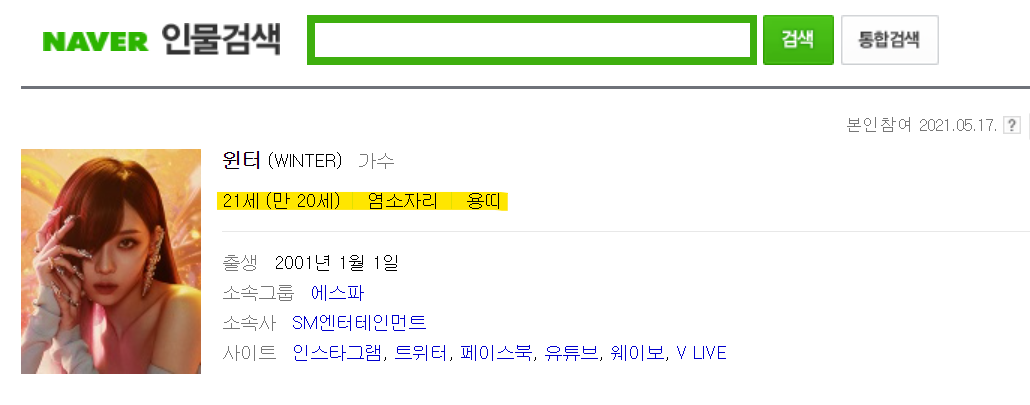 NAVER 인물검색 검색 통합검색
본인참여 2021.05.17. ?
윈터 (WINTER) 가수
21세 (만 20세) 염소자리 용띠
출생 2001년 1월 1일
소속그룹 에스파
소속사 SM엔터테인먼트
사이트 인스타그램, 트위터, 페이스북, 유튜브, 웨이보, V LIVE